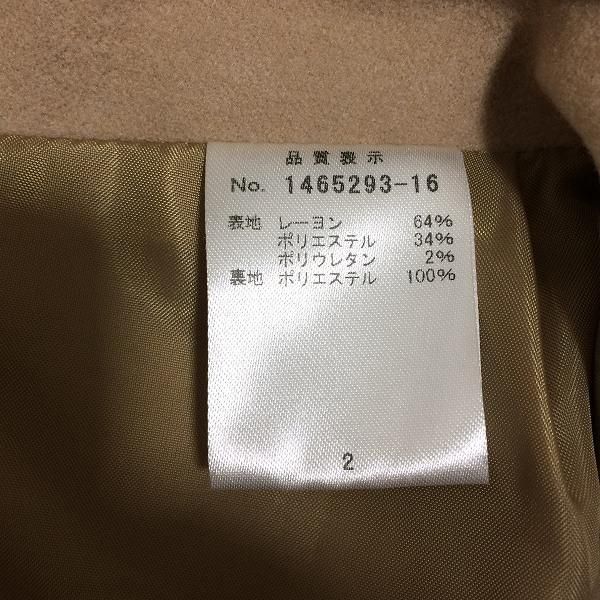 品質表示
No. 1465293-16
表地 レーヨン 64%
ポリエステル 34%
ポリウレタン 2%
裏地 ポリエステル 100%
2